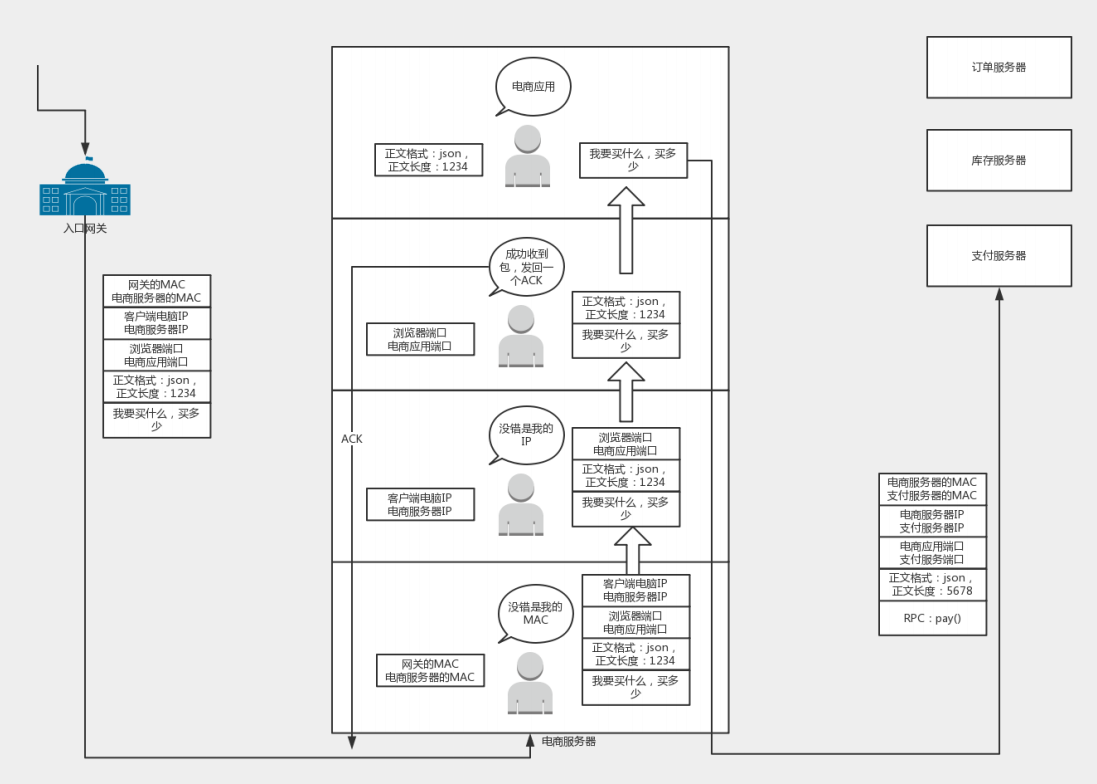 入口网关
网关的MAC
电商服务器的MAC
客户端电脑IP
电商服务器IP
浏览器端口
电商应用端口
正文格式：json，
正文长度：1234
我要买什么，买多
少
电商应用
正文格式：json，
正文长度：1234
我要买什么，买多
少
成功收到
包，发回一
个ACK
浏览器端口
电商应用端口
正文格式：json，
正文长度：1234
我要买什么，买多
少
ACK
没错是我的
IP
客户端电脑IP
电商服务器IP
浏览器端口
电商应用端口
正文格式：json，
正文长度：1234
我要买什么，买多
少
没错是我的
MAC
网关的MAC
电商服务器的MAC
客户端电脑IP
电商服务器IP
浏览器端口
电商应用端口
正文格式：json，
正文长度：1234
我要买什么，买多
少
电商服务器
订单服务器
库存服务器
支付服务器
电商服务器的MAC
支付服务器的MAC
电商服务器IP
支付服务器IP
电商应用端口
支付服务端口
正文格式：json，
正文长度：5678
RPC：pay()